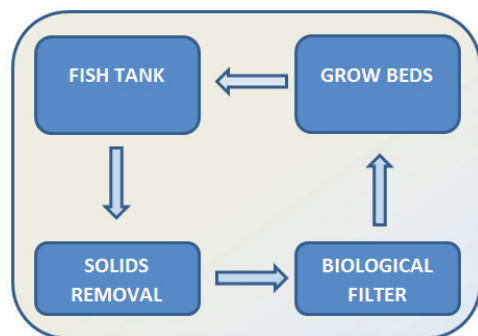 FISH TANK
GROW BEDS
SOLIDS
REMOVAL
BIOLOGICAL
FILTER